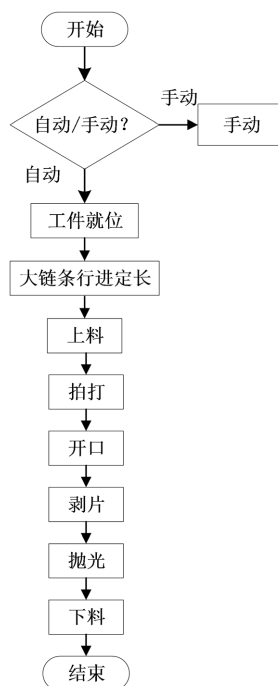 开始
自动/手动？
手动
手动
自动
工件就位
大链条行进定长
上料
拍打
开口
剥片
抛光
下料
结束